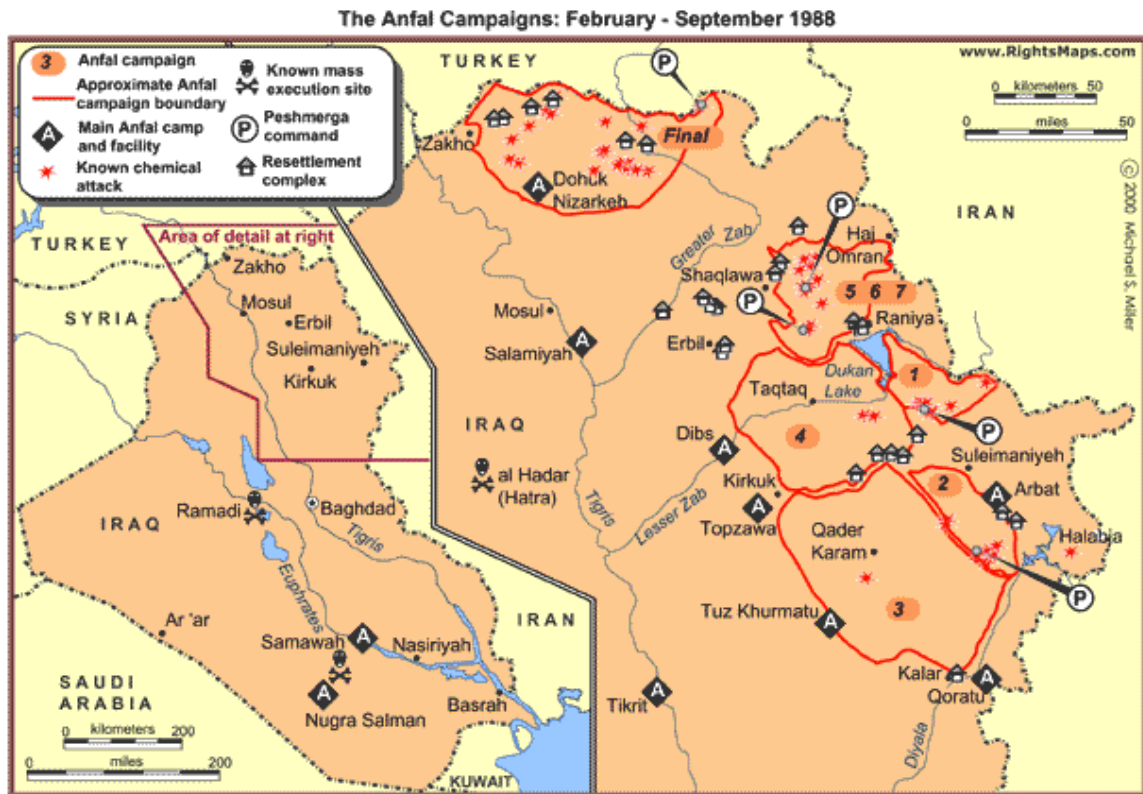 The Anfal Campaigns: February - September 1988
3 Anfal campaign
Approximate Anfal
campaign boundary
A Main Anfal camp
and facility
Known chemical
attack
Known mass
execution site
P Peshmerga
command
Resettlement
complex
www.RightsMaps.com
0 kilometers 50
0 miles 50
© 2000 Michael S. Miller
TURKEY
P
Zakho
Final
A Dohuk
Nizarkeh
IRAN
P
Haj
Omran
Greater Zab
Shaqlawa
5 6 7
P
Raniya
Mosul
A
Salamiyah
Erbil
Dukan
Lake
1
Taqtaq
P
IRAQ
Dibs
A
4
Suleimaniyeh
al Hadar
(Hatra)
Kirkuk
2
A
Arbat
Tigris
Lesser Zab
A
Topzawa
Qader
Karam
Halabja
P
Tuz Khurmatu
A
3
Kalar
Qoratu
A
Tikrit
A
Diyala
TURKEY
Area of detail at right
Zakho
Mosul
SYRIA
Erbil
Suleimaniyeh
Kirkuk
Ramadi
Baghdad
IRAQ
Tigris
Euphrates
IRAN
Ar 'ar
Samawah
A
Nasiriyah
SAUDI
ARABIA
A
Nugra Salman
Basrah
0 kilometers 200
0 miles 200
KUWAIT